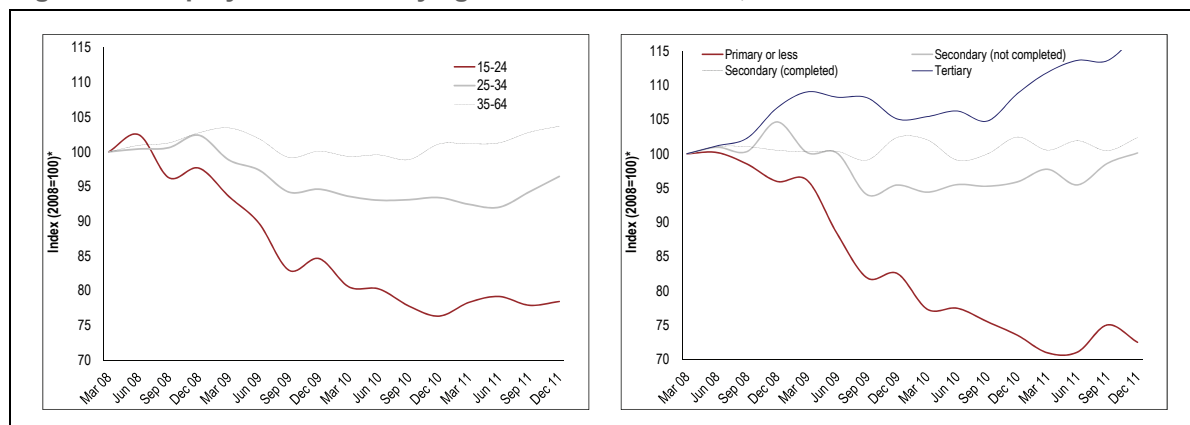 115
110
105
100
95
90
85
80
75
70
Index (2008=100)*
15-24
25-34
35-64
Mar 08
Jun 08
Sep 08
Dec 08
Mar 09
Jun 09
Sep 09
Dec 09
Mar 10
Jun 10
Sep 10
Dec 10
Mar 11
Jun 11
Sep 11
Dec 11
115
110
105
100
95
90
85
80
75
70
Index (2008=100)*
Primary or less
Secondary (not completed)
Secondary (completed)
Tertiary
Mar 08
Jun 08
Sep 08
Dec 08
Mar 09
Jun 09
Sep 09
Dec 09
Mar 10
Jun 10
Sep 10
Dec 10
Mar 11
Jun 11
Sep 11
Dec 11